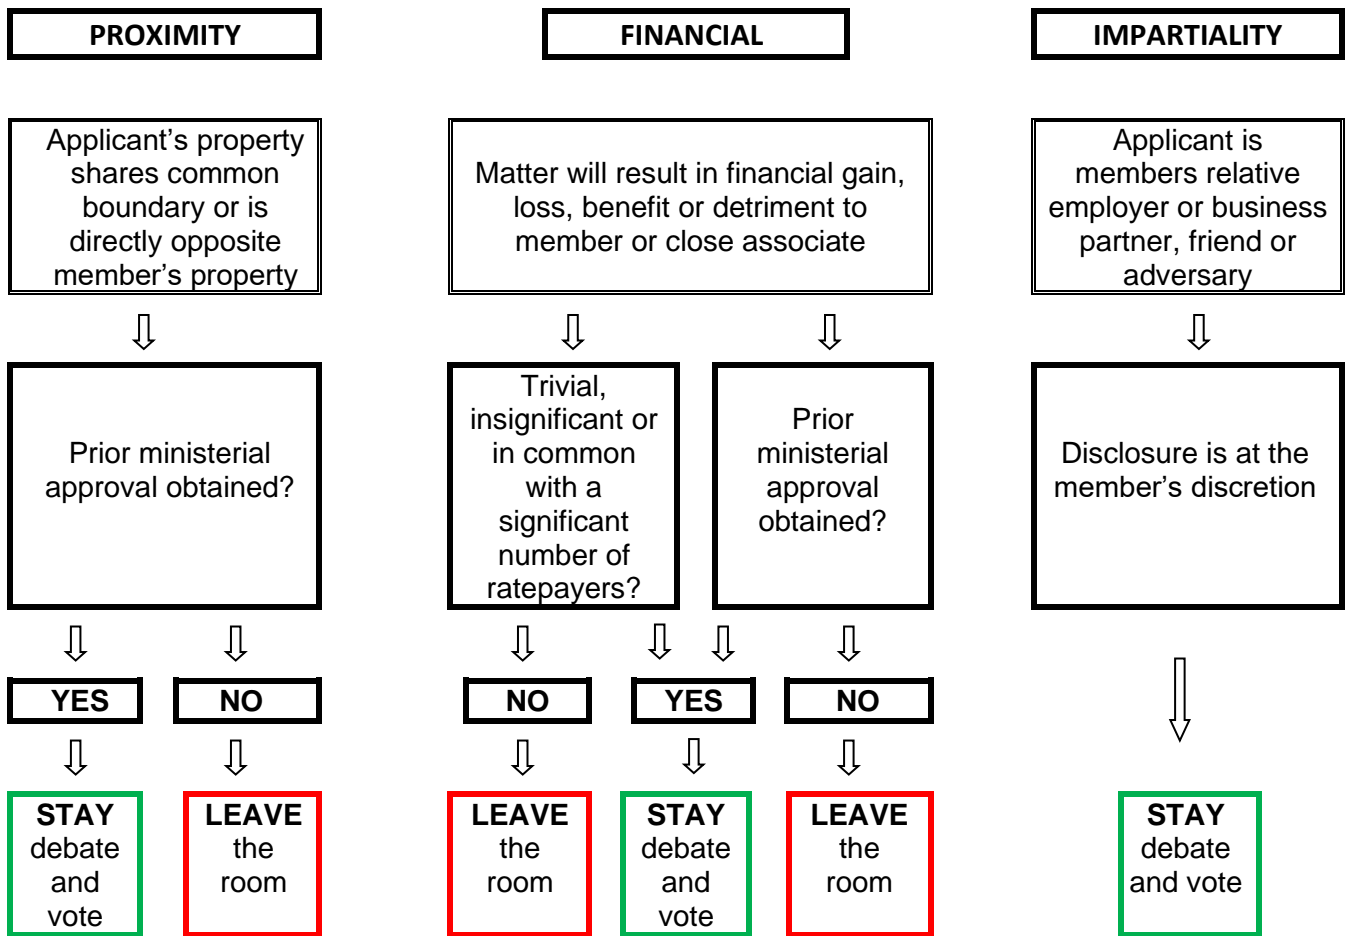 PROXIMITY
FINANCIAL
IMPARTIALITY
Applicant's property
shares common
boundary or is
directly opposite
member's property
Matter will result in financial gain,
loss, benefit or detriment to
member or close associate
Applicant is
members relative
employer or business
partner, friend or
adversary
Prior ministerial
approval obtained?
Trivial,
insignificant or
in common
with a
significant
number of
ratepayers?
Prior
ministerial
approval
obtained?
Disclosure is at the
member's discretion
YES
NO
NO
YES
NO
STAY
debate
and
vote
LEAVE
the
room
LEAVE
the
room
STAY
debate
and
vote
LEAVE
the
room
STAY
debate
and vote